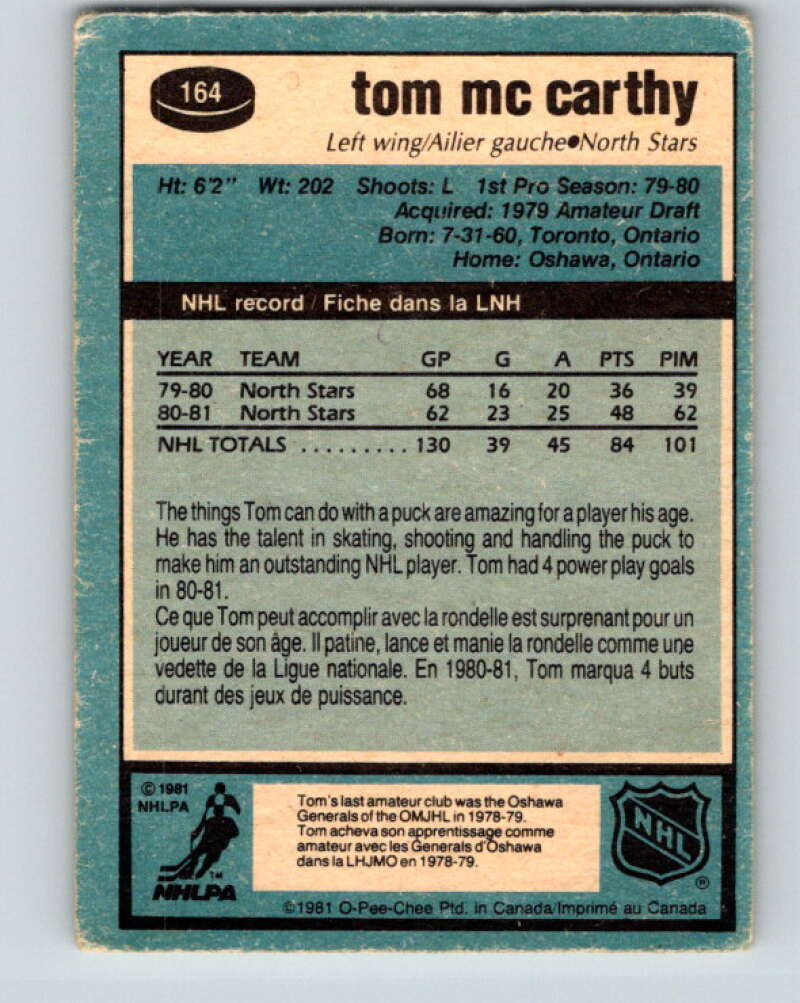 164
tom mc carthy
Left wing/Ailier gauche●North Stars
Ht: 6'2" Wt: 202 Shoots: L 1st Pro Season: 79-80
Acquired: 1979 Amateur Draft
Born: 7-31-60, Toronto, Ontario
Home: Oshawa, Ontario
NHL record / Fiche dans la LNH
YEAR TEAM GP G A PTS PIM
79-80 North Stars 68 16 20 36 39
80-81 North Stars 62 23 25 48 62
NHL TOTALS ......... 130 39 45 84 101
The things Tom can do with a puck are amazing for a player his age.
He has the talent in skating, shooting and handling the puck to
make him an outstanding NHL player. Tom had 4 power play goals
in 80-81.
Ce que Tom peut accomplir avec la rondelle est surprenant pour un
joueur de son âge. Il patine, lance et manie la rondelle comme une
vedette de la Ligue nationale. En 1980-81, Tom marqua 4 buts
durant des jeux de puissance.
© 1981
NHLPA
TM
NHLPA
Tom's last amateur club was the Oshawa
Generals of the OMJHL in 1978-79.
Tom acheva son apprentissage comme
amateur avec les Generals d'Oshawa
dans la LHJMO en 1978-79.
NHL
®
©1981 O-Pee-Chee Ptd. in Canada/Imprimé au Canada